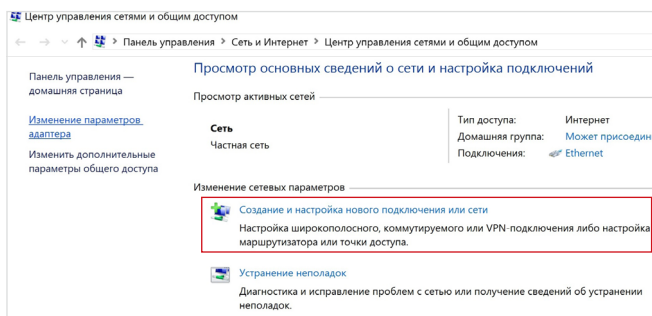 Центр управления сетями и общим доступом
Панель управления > Сеть и Интернет > Центр управления сетями и общим доступом
Панель управления —
домашняя страница
Изменение параметров
адаптера
Изменить дополнительные
параметры общего доступа
Просмотр основных сведений о сети и настройка подключений
Просмотр активных сетей
Сеть
Частная сеть
Тип доступа: Интернет
Домашняя группа: Может присоедин
Подключения: Ethernet
Изменение сетевых параметров
Создание и настройка нового подключения или сети
Настройка широкополосного, коммутируемого или VPN-подключения либо настройка
маршрутизатора или точки доступа.
Устранение неполадок
Диагностика и исправление проблем с сетью или получение сведений об устранении
неполадок.